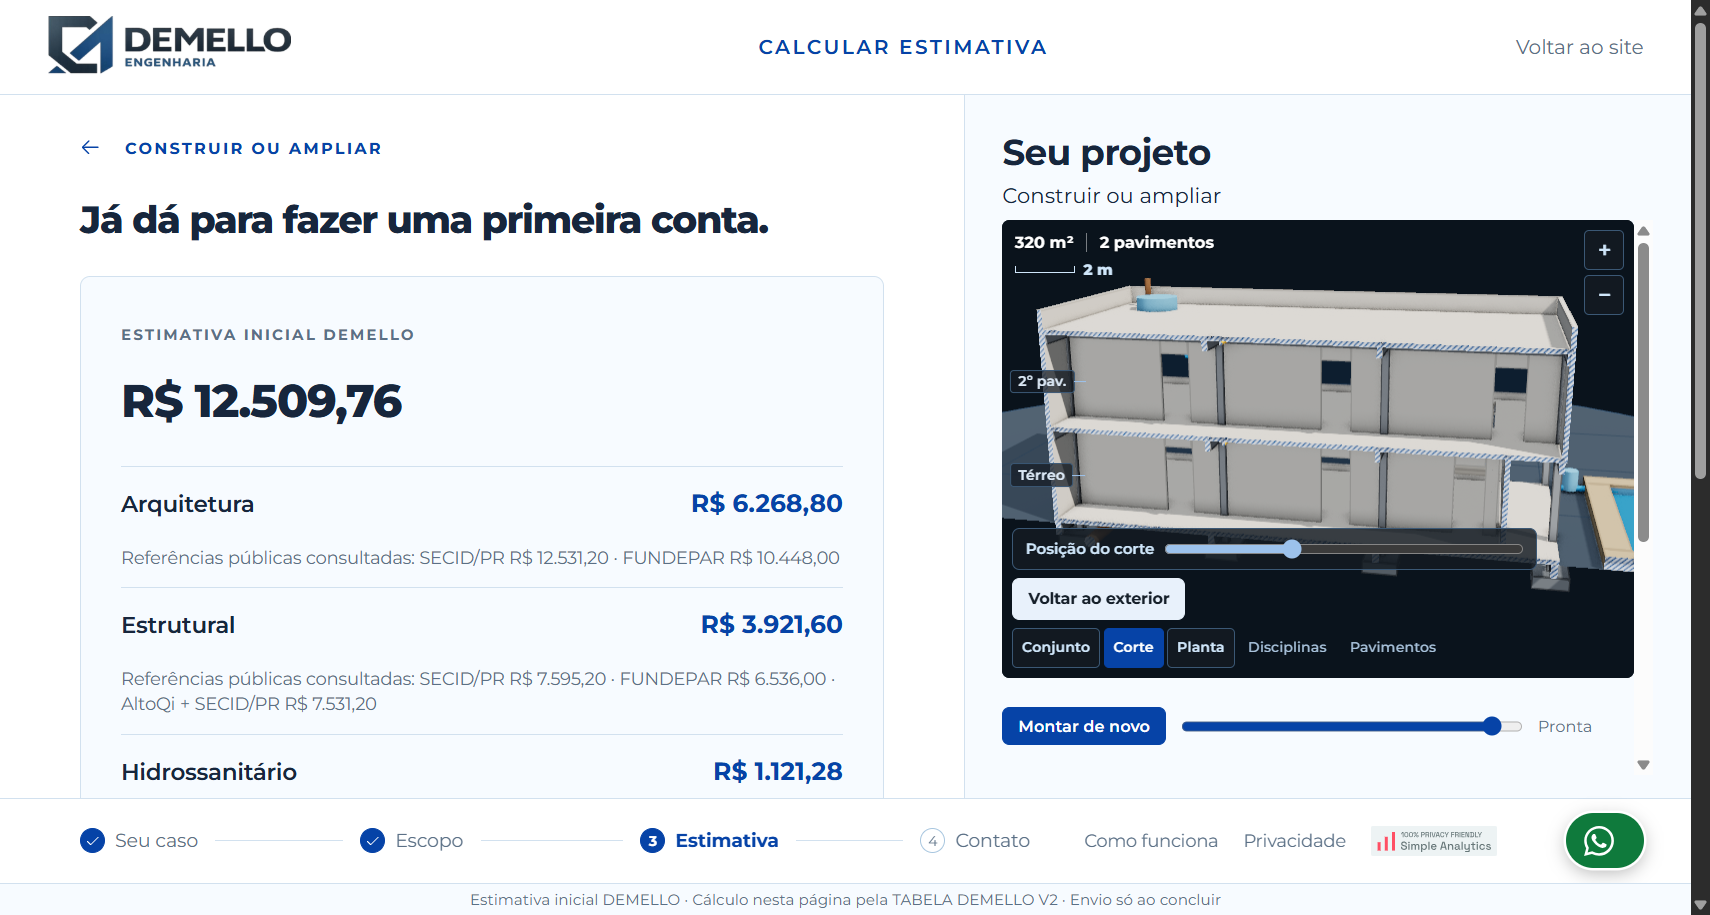 DEMELLO
ENGENHARIA
CALCULAR ESTIMATIVA
Voltar ao site
CONSTRUIR OU AMPLIAR
Já dá para fazer uma primeira conta.
ESTIMATIVA INICIAL DEMELLO
R$ 12.509,76
Arquitetura
R$ 6.268,80
Referências públicas consultadas: SECID/PR R$ 12.531,20 · FUNDEPAR R$ 10.448,00
Estrutural
R$ 3.921,60
Referências públicas consultadas: SECID/PR R$ 7.595,20 · FUNDEPAR R$ 6.536,00 ·
AltoQi + SECID/PR R$ 7.531,20
Hidrossanitário
R$ 1.121,28
Seu projeto
Construir ou ampliar
320 m² 2 pavimentos
2 m
+
−
2º pav.
Térreo
Posição do corte
Voltar ao exterior
Conjunto
Corte
Planta
Disciplinas
Pavimentos
Montar de novo
Pronta
Seu caso
Escopo
3 Estimativa
4 Contato
Como funciona
Privacidade
100% PRIVACY FRIENDLY
Simple Analytics
Estimativa inicial DEMELLO · Cálculo nesta página pela TABELA DEMELLO V2 · Envio só ao concluir